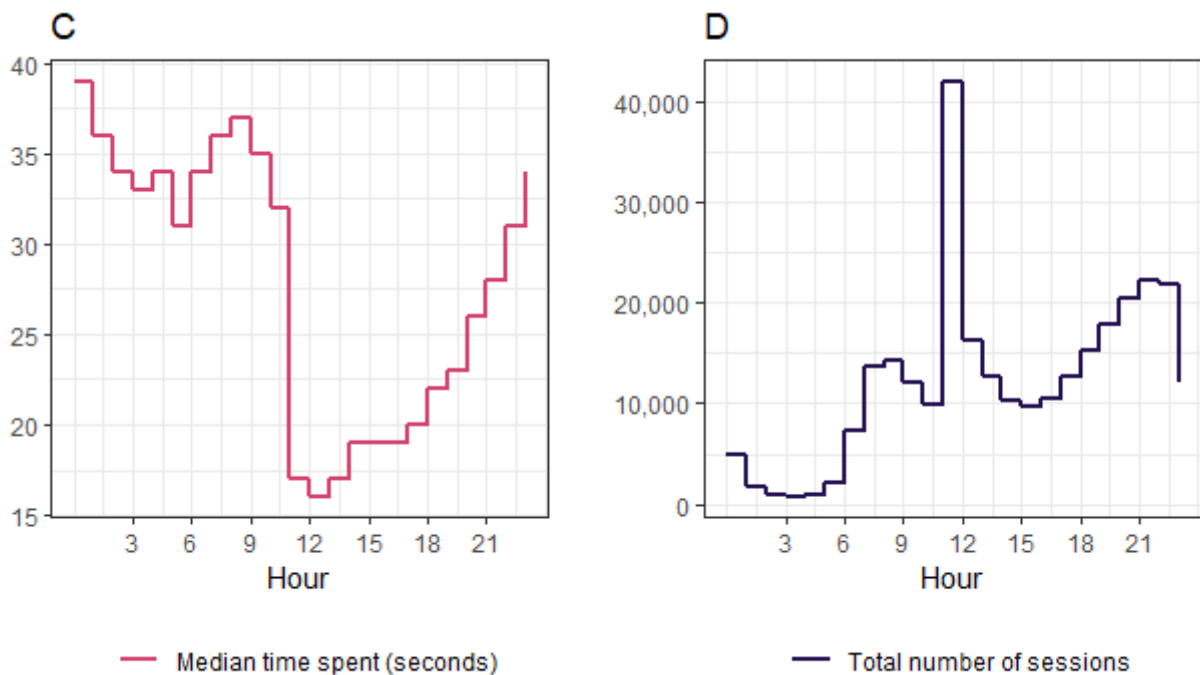 C
40
35
30
25
20
15
3 6 9 12 15 18 21
Hour
Median time spent (seconds)
D
40,000
30,000
20,000
10,000
0
3 6 9 12 15 18 21
Hour
Total number of sessions